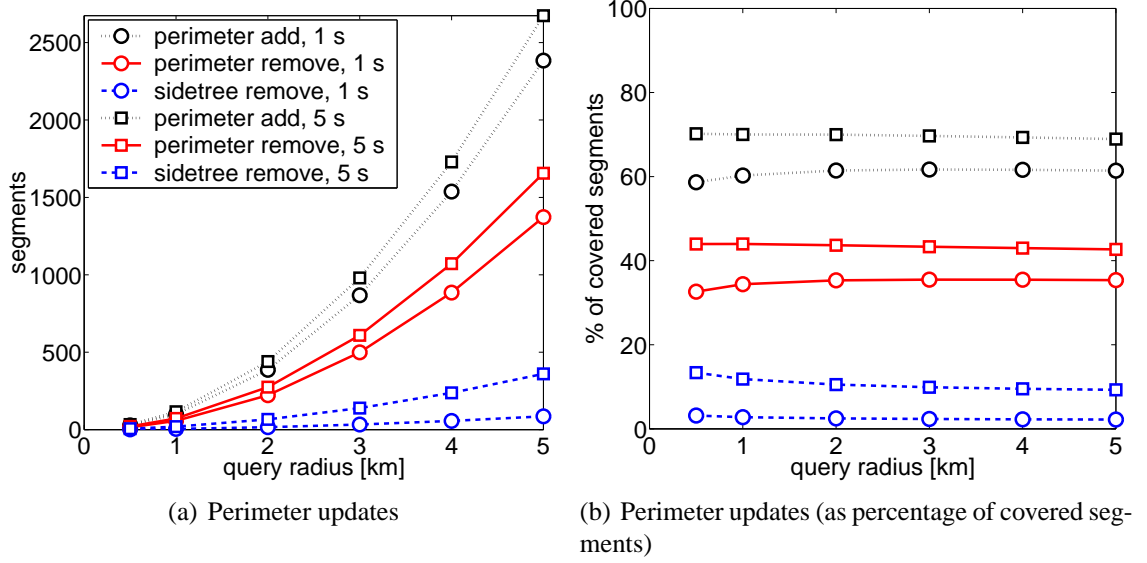 2500
2000
1500
1000
500
0
segments
perimeter add, 1 s
perimeter remove, 1 s
sidetree remove, 1 s
perimeter add, 5 s
perimeter remove, 5 s
sidetree remove, 5 s
0 1 2 3 4 5
query radius [km]
(a) Perimeter updates
100
80
60
40
20
0
% of covered segments
0 1 2 3 4 5
query radius [km]
(b) Perimeter updates (as percentage of covered seg-
ments)